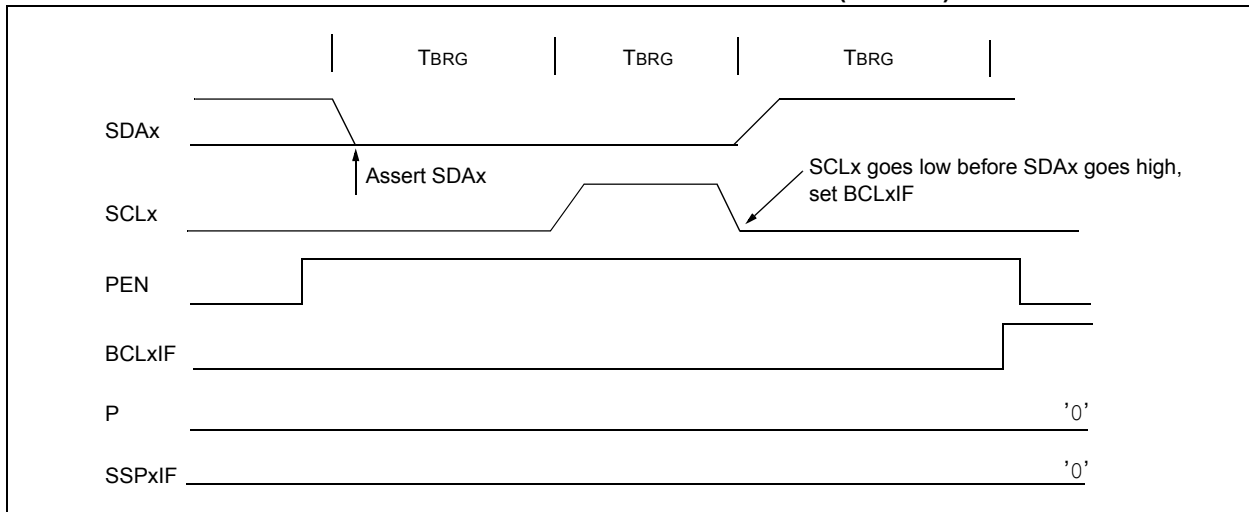 TBRG TBRG TBRG
SDAx
Assert SDAx
SCLx goes low before SDAx goes high,
set BCLxIF
SCLx
PEN
BCLxIF
P '0'
SSPxIF '0'